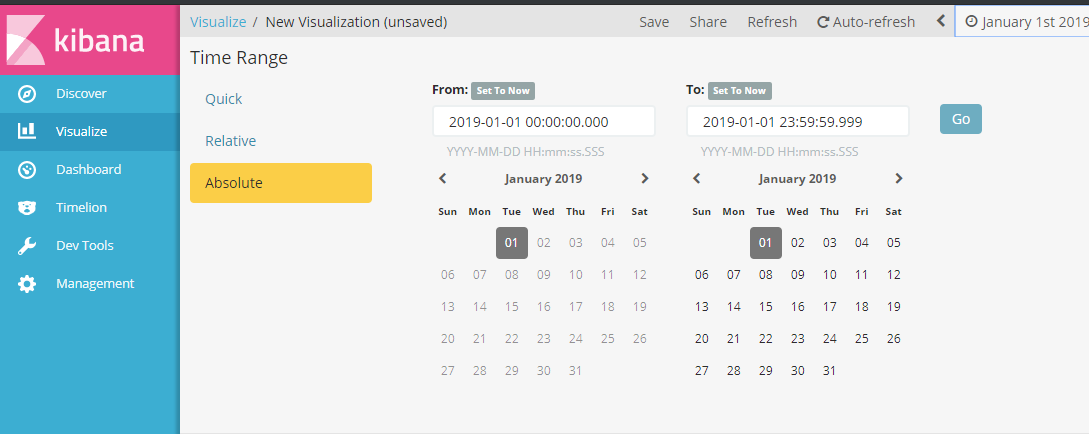 kibana
Discover
Visualize
Dashboard
Timelion
Dev Tools
Management
Visualize / New Visualization (unsaved)
Save Share Refresh Auto-refresh January 1st 2019
Time Range
Quick
Relative
Absolute
From: Set To Now
2019-01-01 00:00:00.000
YYYY-MM-DD HH:mm:ss.SSS
January 2019
Sun Mon Tue Wed Thu Fri Sat
01 02 03 04 05
06 07 08 09 10 11 12
13 14 15 16 17 18 19
20 21 22 23 24 25 26
27 28 29 30 31
To: Set To Now
2019-01-01 23:59:59.999
YYYY-MM-DD HH:mm:ss.SSS
January 2019
Sun Mon Tue Wed Thu Fri Sat
01 02 03 04 05
06 07 08 09 10 11 12
13 14 15 16 17 18 19
20 21 22 23 24 25 26
27 28 29 30 31
Go